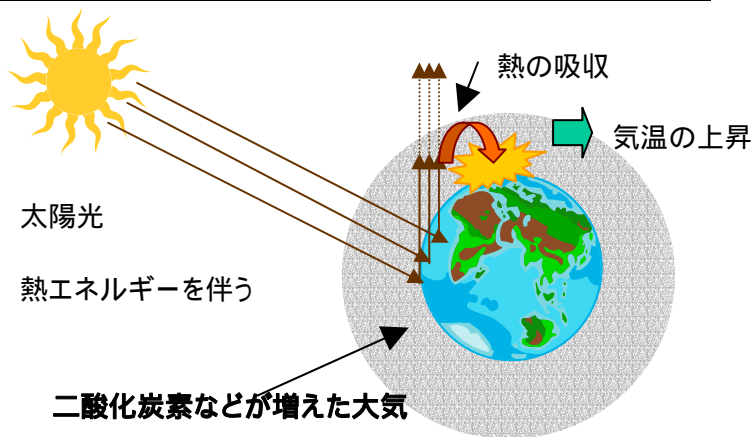 熱の吸収
気温の上昇
太陽光
熱エネルギーを伴う
二酸化炭素などが増えた大気